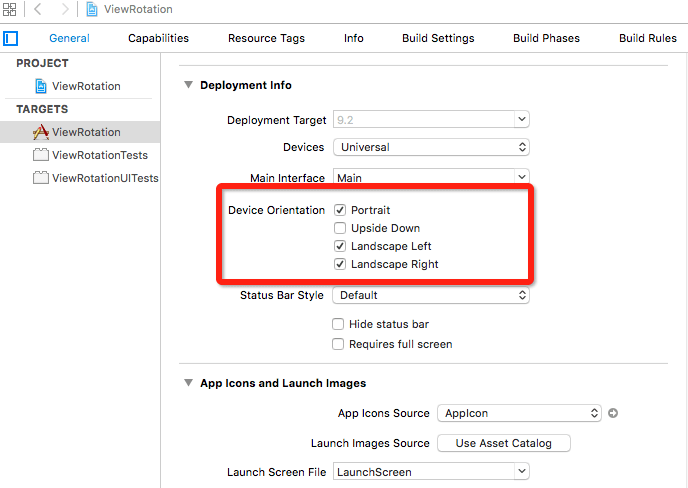 ViewRotation
General Capabilities Resource Tags Info Build Settings Build Phases Build Rules
PROJECT
ViewRotation
TARGETS
ViewRotation
ViewRotationTests
ViewRotationUITests
Deployment Info
Deployment Target 9.2
Devices Universal
Main Interface Main
Device Orientation Portrait
Upside Down
Landscape Left
Landscape Right
Status Bar Style Default
Hide status bar
Requires full screen
App Icons and Launch Images
App Icons Source AppIcon
Launch Images Source Use Asset Catalog
Launch Screen File LaunchScreen